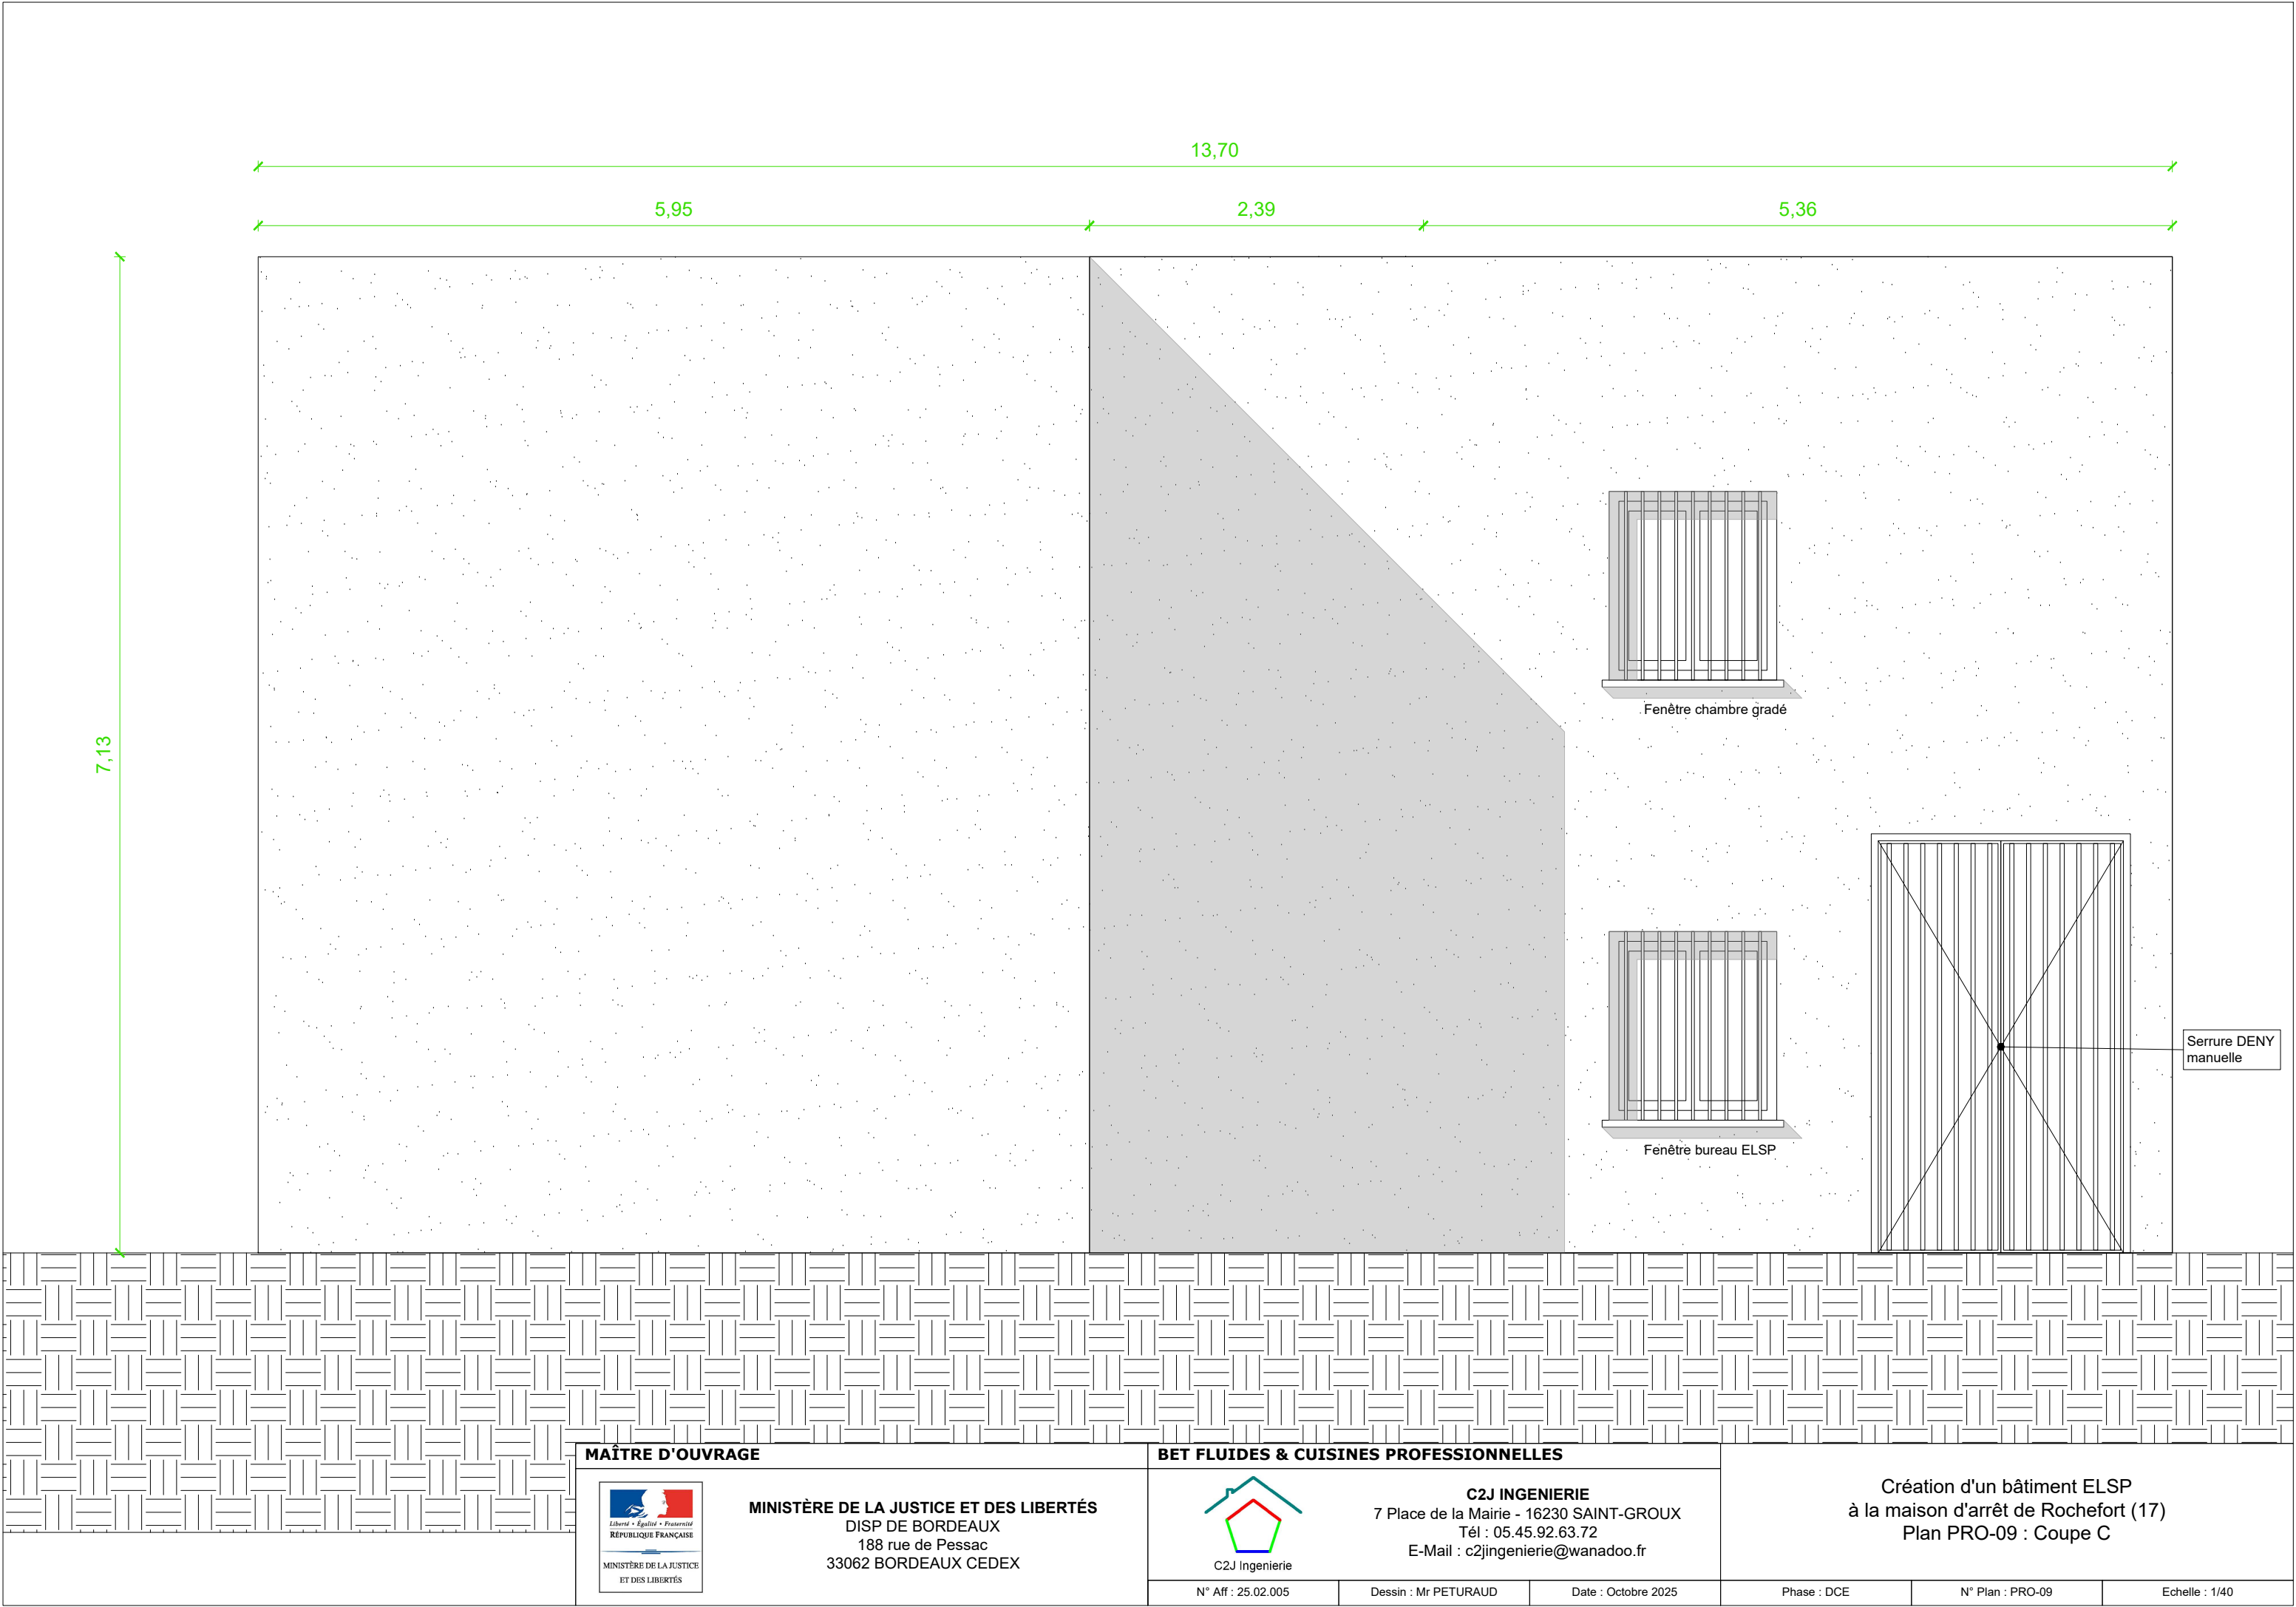 13,70
5,95
2,39
5,36
7,13
Fenêtre chambre gradé
Serrure DENY
manuelle
Fenêtre bureau ELSP
MAÎTRE D'OUVRAGE
Liberté • Égalité • Fraternité
RÉPUBLIQUE FRANÇAISE
MINISTÈRE DE LA JUSTICE
ET DES LIBERTÉS
MINISTÈRE DE LA JUSTICE ET DES LIBERTÉS
DISP DE BORDEAUX
188 rue de Pessac
33062 BORDEAUX CEDEX
BET FLUIDES & CUISINES PROFESSIONNELLES
C2J Ingenierie
C2J INGENIERIE
7 Place de la Mairie - 16230 SAINT-GROUX
Tél : 05.45.92.63.72
E-Mail : c2jingenierie@wanadoo.fr
Création d'un bâtiment ELSP
à la maison d'arrêt de Rochefort (17)
Plan PRO-09 : Coupe C
N° Aff : 25.02.005
Dessin : Mr PETURAUD
Date : Octobre 2025
Phase : DCE
N° Plan : PRO-09
Echelle : 1/40